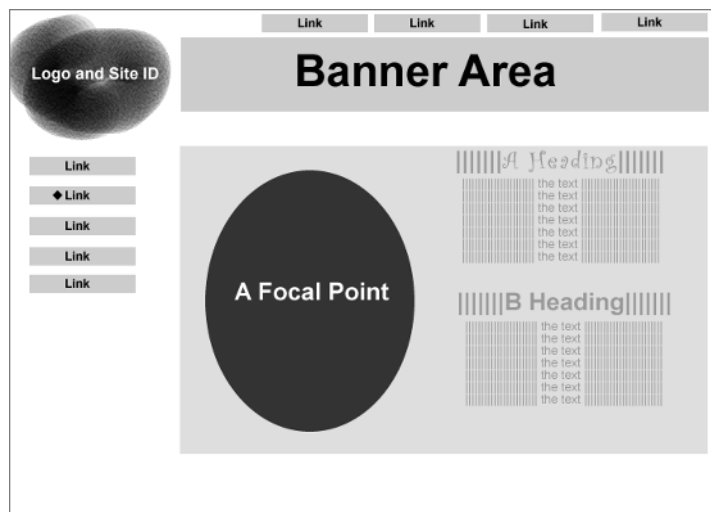 Link Link Link Link
Logo and Site ID
Banner Area
Link
◆Link
Link
Link
Link
A Focal Point
|||||||A Heading|||||||
the text
the text
the text
the text
the text
the text
the text
|||||||B Heading|||||||
the text
the text
the text
the text
the text
the text
the text